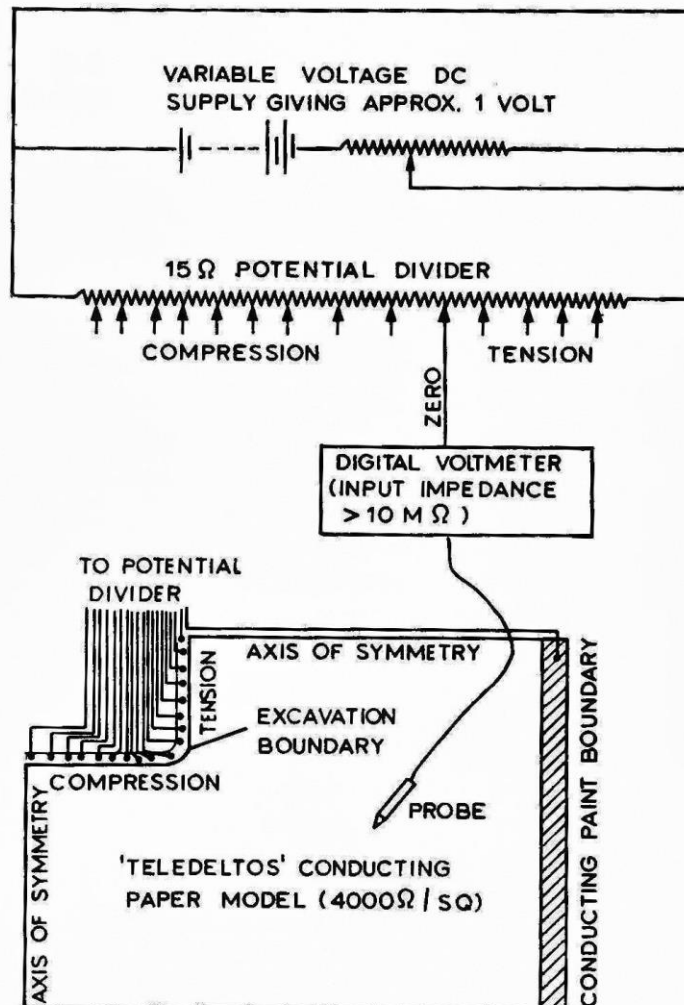 VARIABLE VOLTAGE DC
SUPPLY GIVING APPROX. 1 VOLT
15Ω POTENTIAL DIVIDER
COMPRESSION
TENSION
ZERO
DIGITAL VOLTMETER
(INPUT IMPEDANCE
>10 MΩ)
TO POTENTIAL
DIVIDER
AXIS OF SYMMETRY
TENSION
EXCAVATION
BOUNDARY
COMPRESSION
PROBE
AXIS OF SYMMETRY
'TELEDELTOS' CONDUCTING
PAPER MODEL (4000Ω/SQ)
CONDUCTING PAINT BOUNDARY